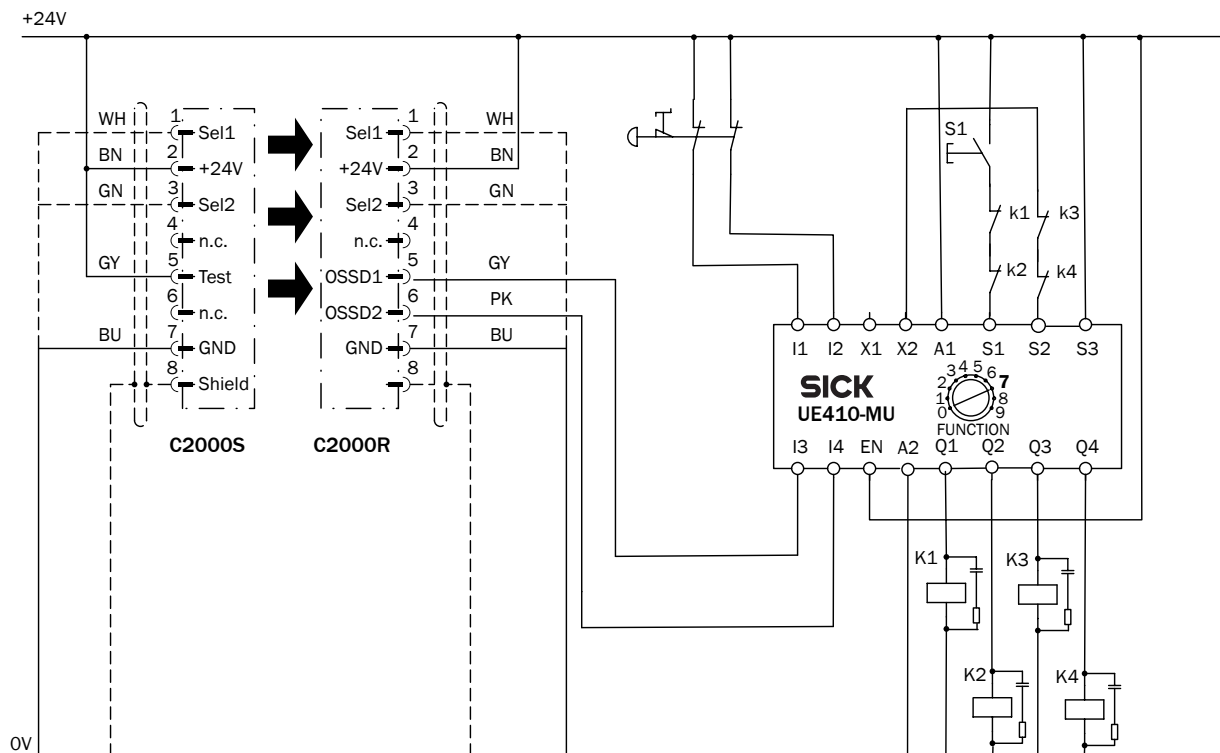 +24V
WH
BN
GN
GY
BU
1
2
3
4
5
6
7
8
Sel1
+24V
Sel2
n.c.
Test
n.c.
GND
Shield
C2000S
Sel1
+24V
Sel2
n.c.
OSSD1
OSSD2
GND
C2000R
1
2
3
4
5
6
7
8
WH
BN
GN
GY
PK
BU
S1
k1
k3
k2
k4
I1 I2 X1 X2 A1 S1 S2 S3
SICK
UE410-MU
0 1 2 3 4 5 6 7 8 9
FUNCTION
I3 I4 EN A2 Q1 Q2 Q3 Q4
K1
K3
K2
K4
0V